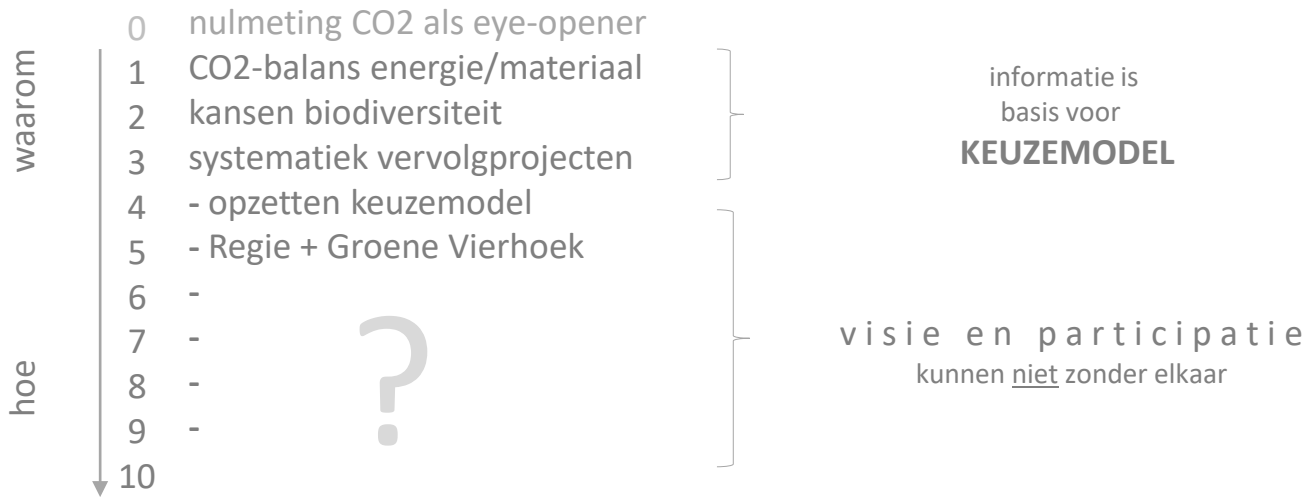 waarom
hoe
0 nulmeting CO2 als eye-opener
1 CO2-balans energie/materiaal
2 kansen biodiversiteit
3 systematiek vervolgprojecten
4 - opzetten keuzemodel
5 - Regie + Groene Vierhoek
6 -
7 -
8 -
9 -
10
?
informatie is
basis voor
KEUZEMODEL
visie en participatie
kunnen niet zonder elkaar